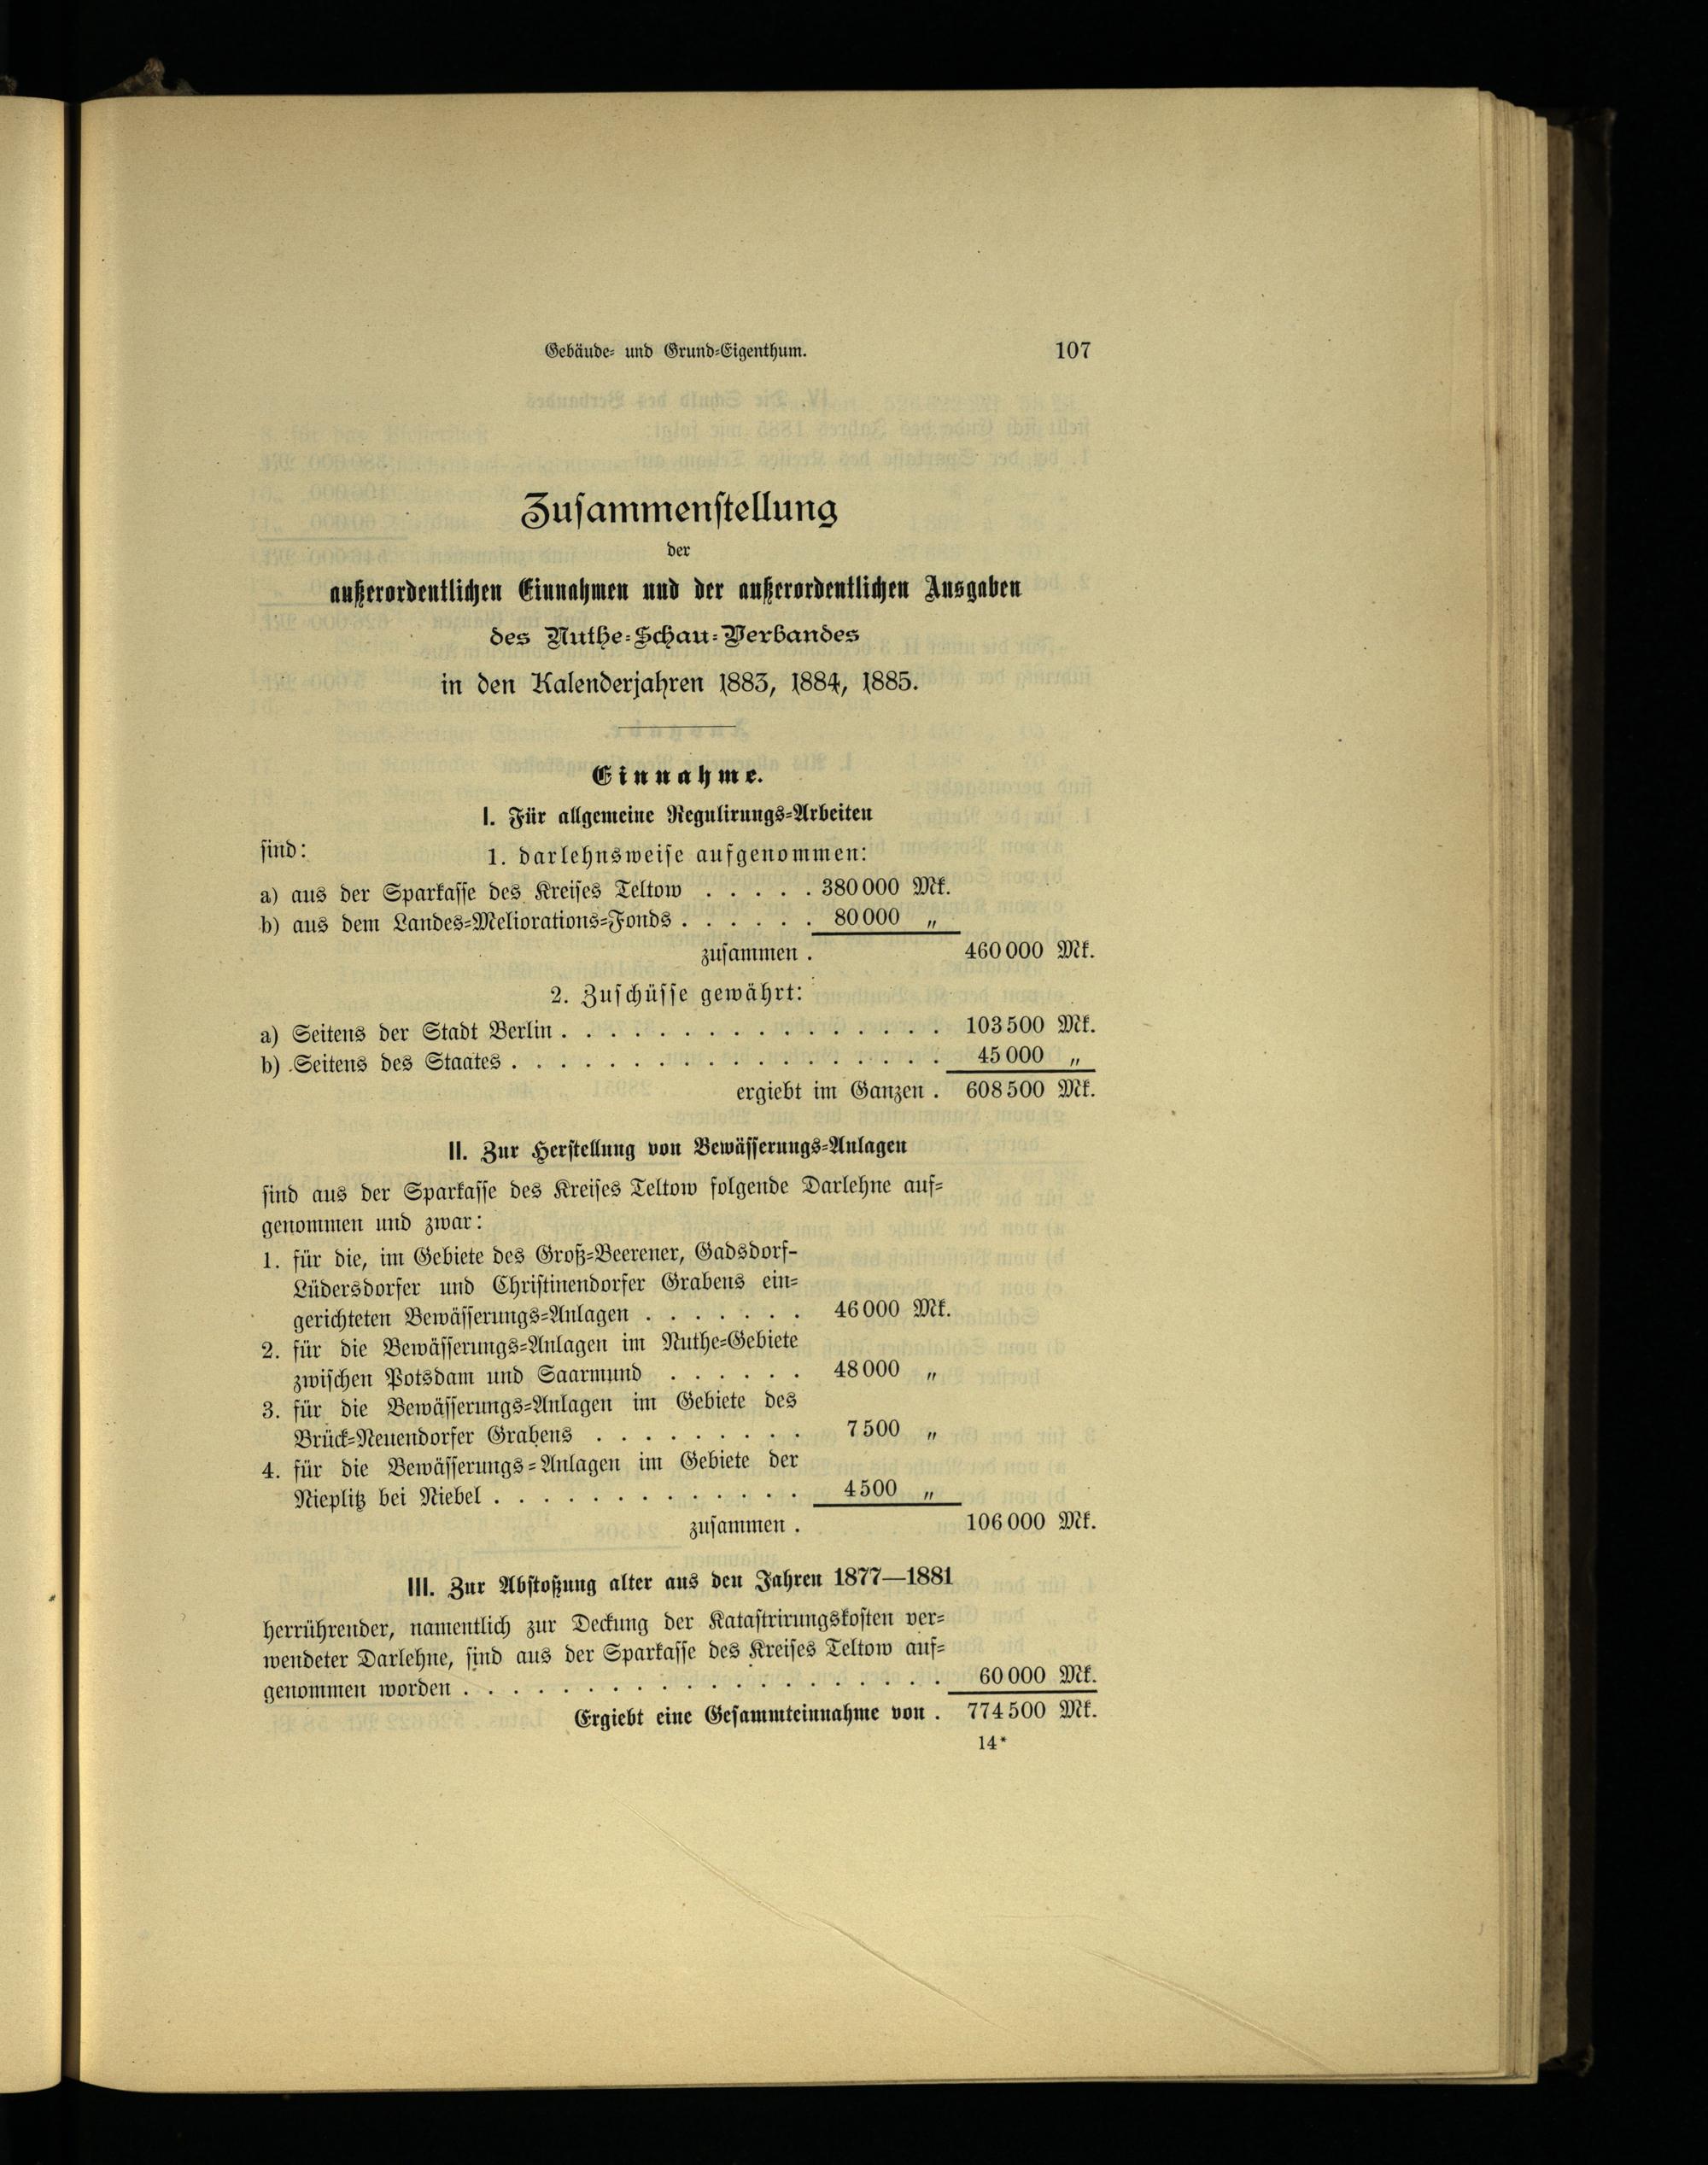 Gebäude- und Grund-Eigenthum. 107
Zusammenstellung
der
außerordentlichen Einnahmen und der außerordentlichen Ausgaben
des Nuthe-Schau-Verbandes
in den Kalenderjahren 1883, 1884, 1885.
Einnahme.
I. Für allgemeine Regulirungs-Arbeiten
sind: 1. darlehnsweise aufgenommen:
a) aus der Sparkasse des Kreises Teltow . . . . . 380 000 Mk.
b) aus dem Landes-Meliorations-Fonds . . . . . . 80 000 „
zusammen . 460 000 Mk.
2. Zuschüsse gewährt:
a) Seitens der Stadt Berlin . . . . . . . . . . . . . . . . 103 500 Mk.
b) Seitens des Staates . . . . . . . . . . . . . . . . . . 45 000 „
ergiebt im Ganzen . 608 500 Mk.
II. Zur Herstellung von Bewässerungs-Anlagen
sind aus der Sparkasse des Kreises Teltow folgende Darlehne auf-
genommen und zwar:
1. für die, im Gebiete des Groß-Beerener, Gadsdorf-
Lüdersdorfer und Christinendorfer Grabens ein-
gerichteten Bewässerungs-Anlagen . . . . . . . 46 000 Mk.
2. für die Bewässerungs-Anlagen im Nuthe-Gebiete
zwischen Potsdam und Saarmund . . . . . . 48 000 „
3. für die Bewässerungs-Anlagen im Gebiete des
Brück-Neuendorfer Grabens . . . . . . . . . 7 500 „
4. für die Bewässerungs-Anlagen im Gebiete der
Nieplitz bei Niebel . . . . . . . . . . . . . 4 500 „
zusammen . 106 000 Mk.
III. Zur Abstoßung alter aus den Jahren 1877—1881
herrührender, namentlich zur Deckung der Katastrirungskosten ver-
wendeter Darlehne, sind aus der Sparkasse des Kreises Teltow auf-
genommen worden . . . . . . . . . . . . . . . . . . . . 60 000 Mk.
Ergiebt eine Gesammteinnahme von . 774 500 Mk.
14*